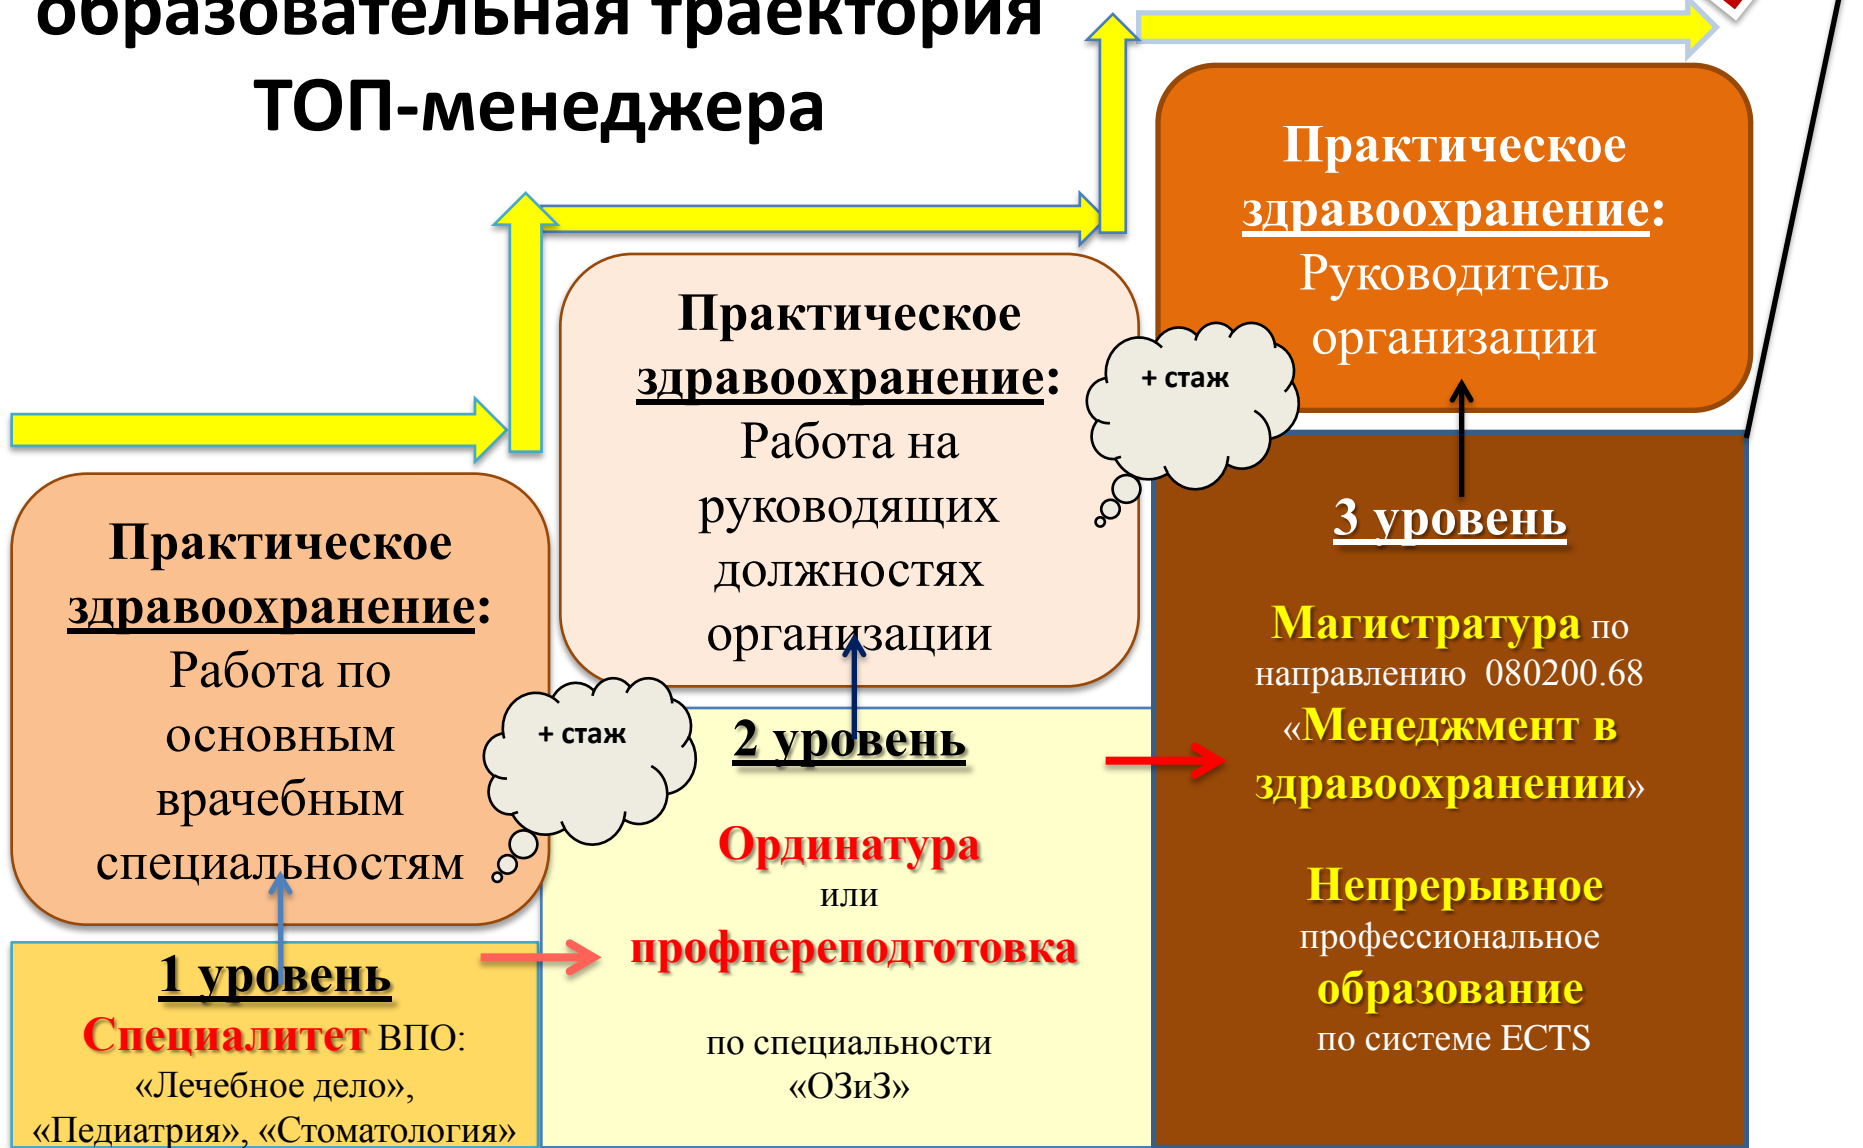 образовательная траектория
ТОП-менеджера
Практическое
здравоохранение:
Руководитель
организации
Практическое
здравоохранение:
Работа на
руководящих
должностях
организации
+ стаж
Практическое
здравоохранение:
Работа по
основным
врачебным
специальностям
+ стаж
1 уровень
Специалитет ВПО:
«Лечебное дело»,
«Педиатрия», «Стоматология»
2 уровень
Ординатура
или
профпереподготовка
по специальности
«ОЗиЗ»
3 уровень
Магистратура по
направлению 080200.68
«Менеджмент в
здравоохранении»
Непрерывное
профессиональное
образование
по системе ECTS